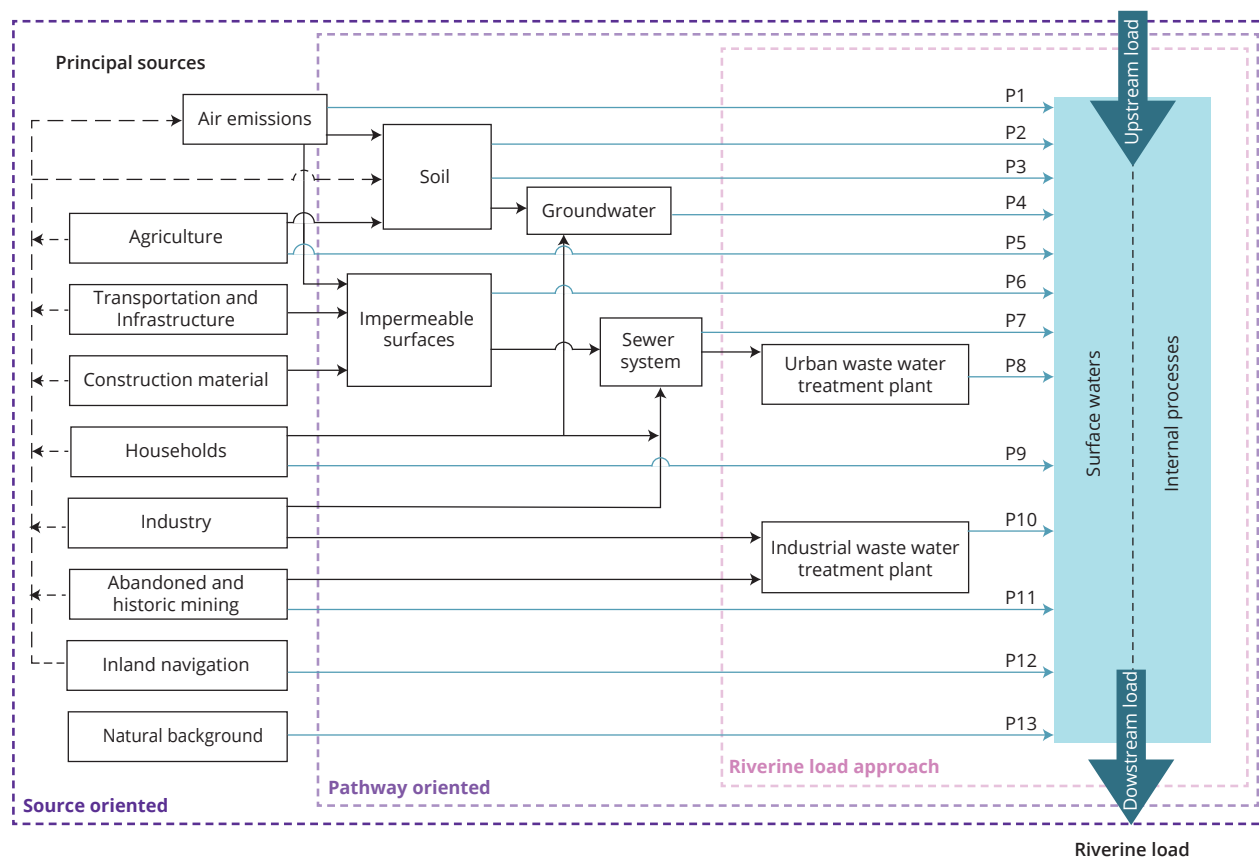 Principal sources
Air emissions
Soil
Groundwater
Agriculture
Transportation and
Infrastructure
Impermeable
surfaces
Sewer
system
Construction material
Urban waste water
treatment plant
Households
Industry
Industrial waste water
treatment plant
Abandoned and
historic mining
Inland navigation
Natural background
P1
P2
P3
P4
P5
P6
P7
P8
P9
P10
P11
P12
P13
Upstream load
Surface waters
Internal processes
Dowstream load
Riverine load approach
Pathway oriented
Source oriented
Riverine load